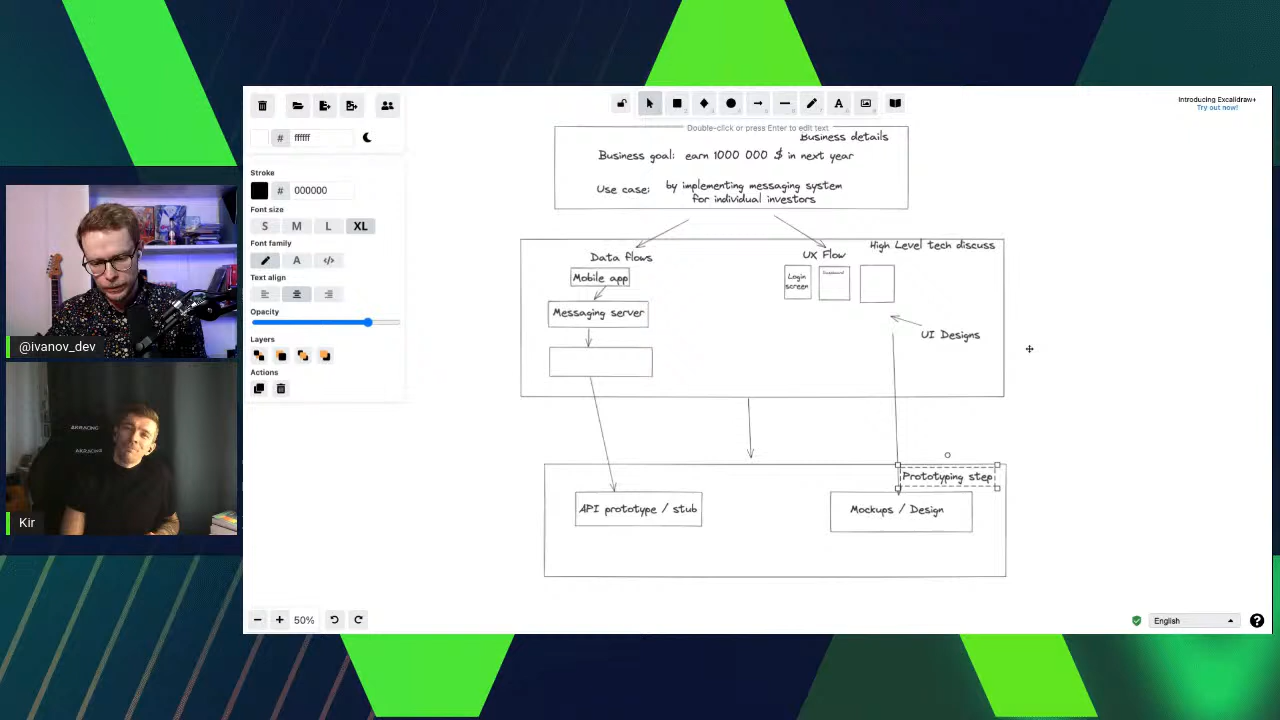 Introducing Excalidraw+
Try out now!
# ffffff
Double-click or press Enter to edit text
Business details
Business goal: earn 1000 000 $ in next year
Use case: by implementing messaging system
for individual investors
Stroke
# 000000
Font size
S M L XL
Font family
A </>
Text align
Opacity
Layers
Actions
High Level tech discuss
Data flows
UX Flow
Mobile app
Login
screen
Messaging server
UI Designs
Prototyping step
API prototype / stub
Mockups / Design
@ivanov_dev
AKRACING
AKRACING
Kir
50%
English